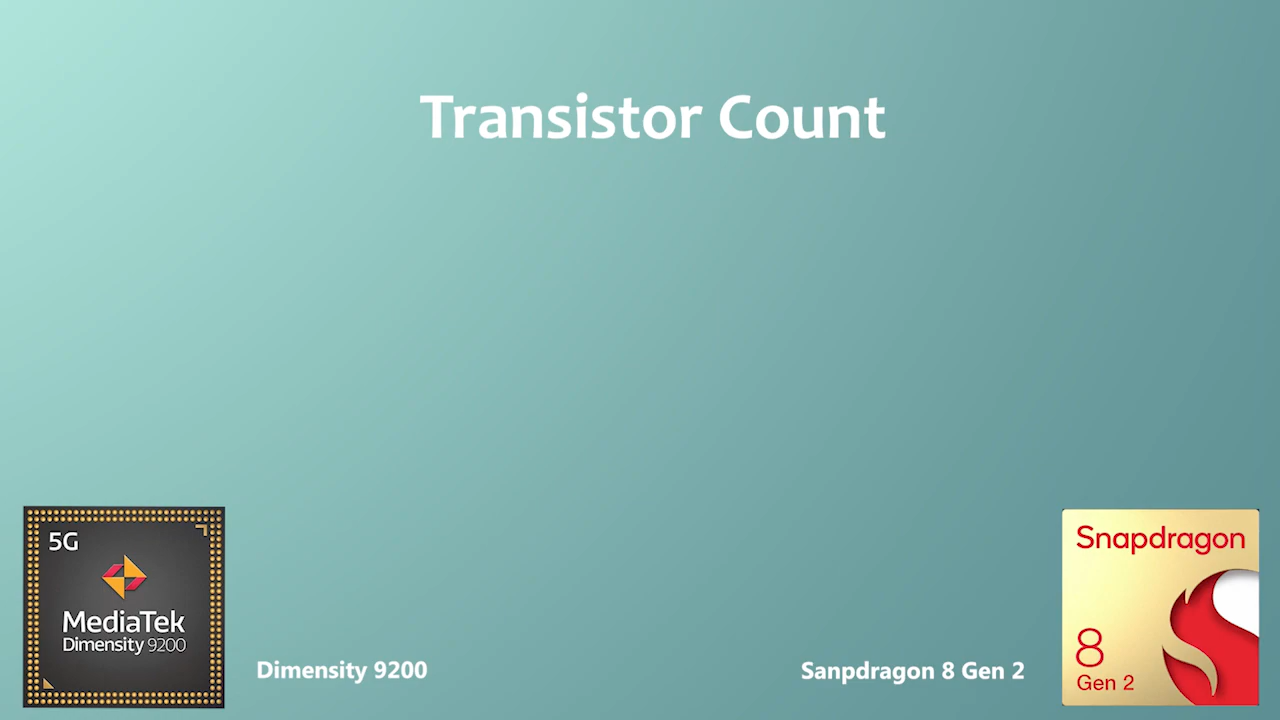 Transistor Count
5G
MediaTek
Dimensity 9200
Dimensity 9200
Sanpdragon 8 Gen 2
Snapdragon
8
Gen 2